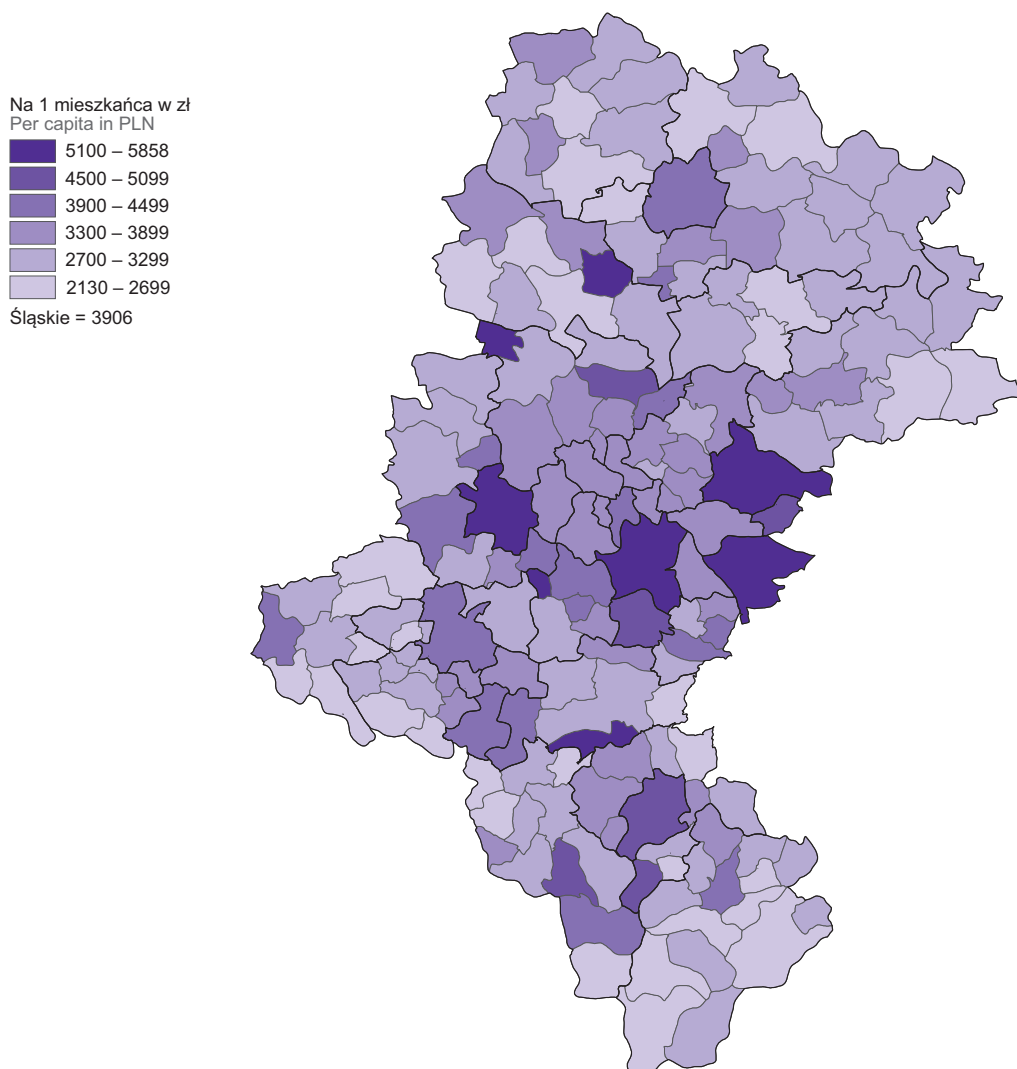 Na 1 mieszkańca w zł
Per capita in PLN
5100 – 5858
4500 – 5099
3900 – 4499
3300 – 3899
2700 – 3299
2130 – 2699
Śląskie = 3906